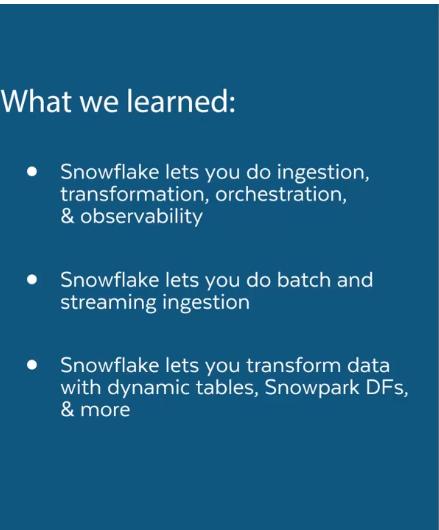 What we learned:
● Snowflake lets you do ingestion,
transformation, orchestration,
& observability
● Snowflake lets you do batch and
streaming ingestion
● Snowflake lets you transform data
with dynamic tables, Snowpark DFs,
& more